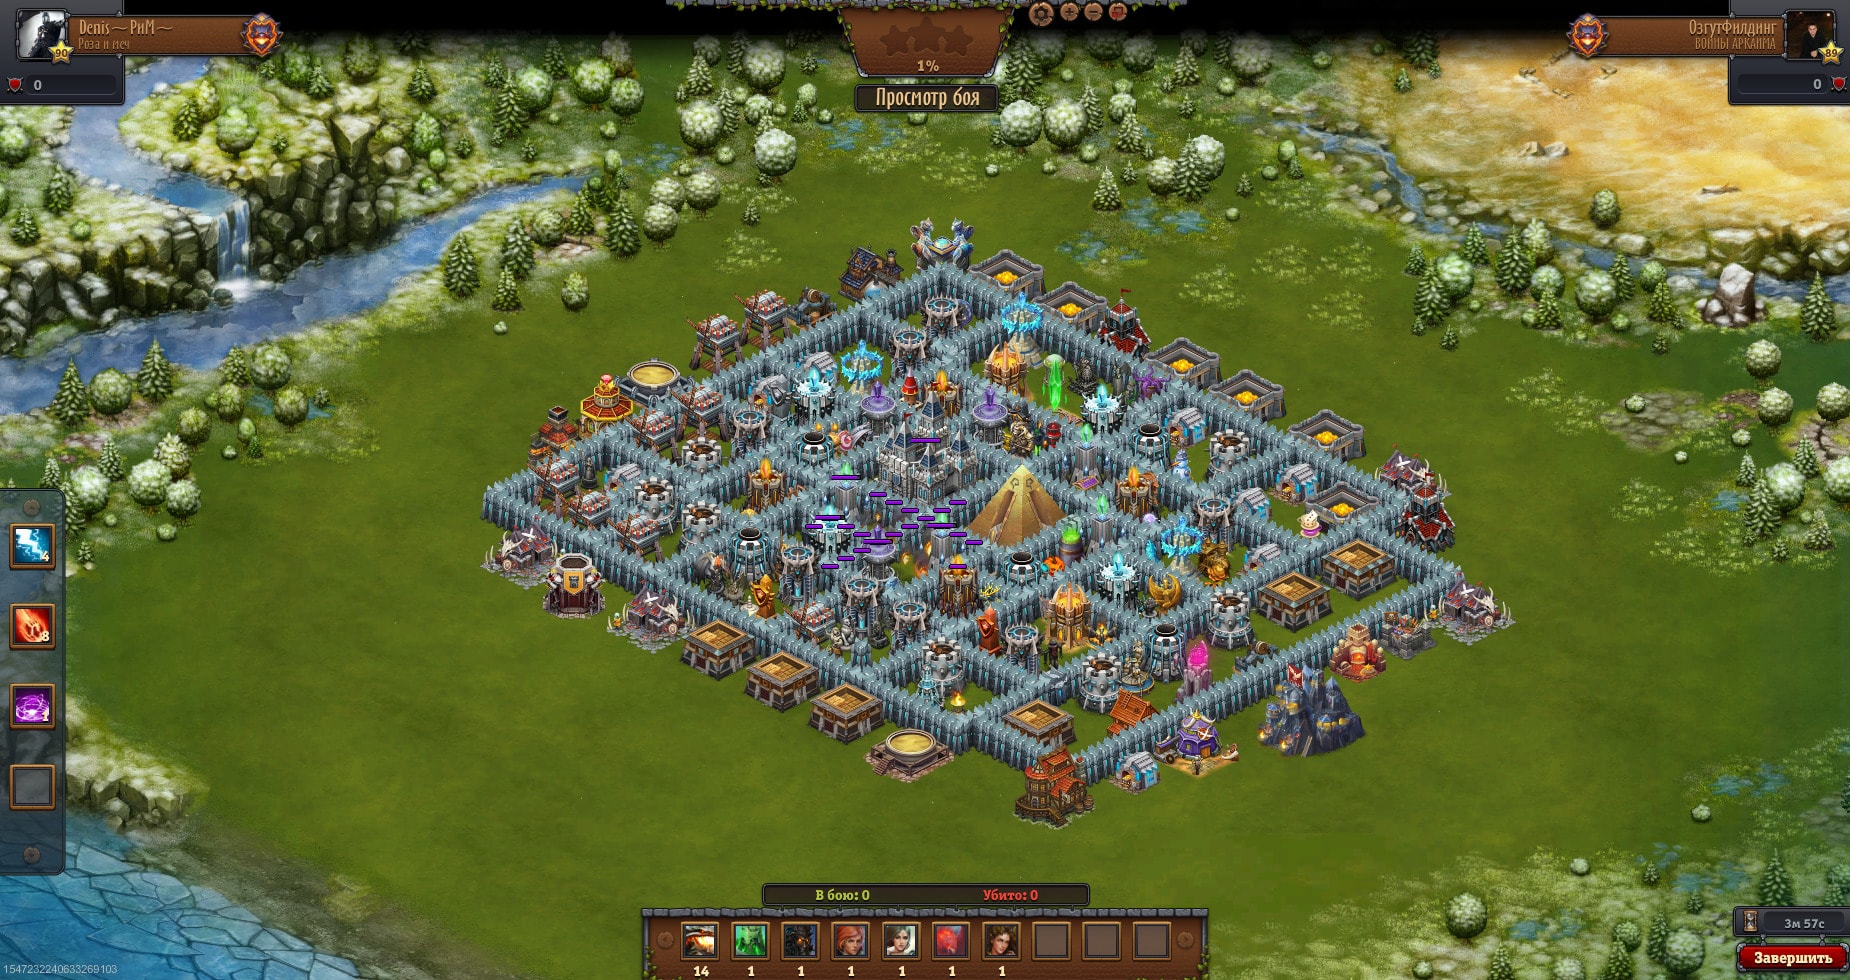 Denis~РиМ~
Роза и меч
90
0
1%
Просмотр боя
Озгутфилдинг
ВОИНЫ АРКАИМА
89
0
4
8
1
В бою: 0
Убито: 0
14
1
1
1
1
1
1
3м 57с
Завершить
1547232240633269103